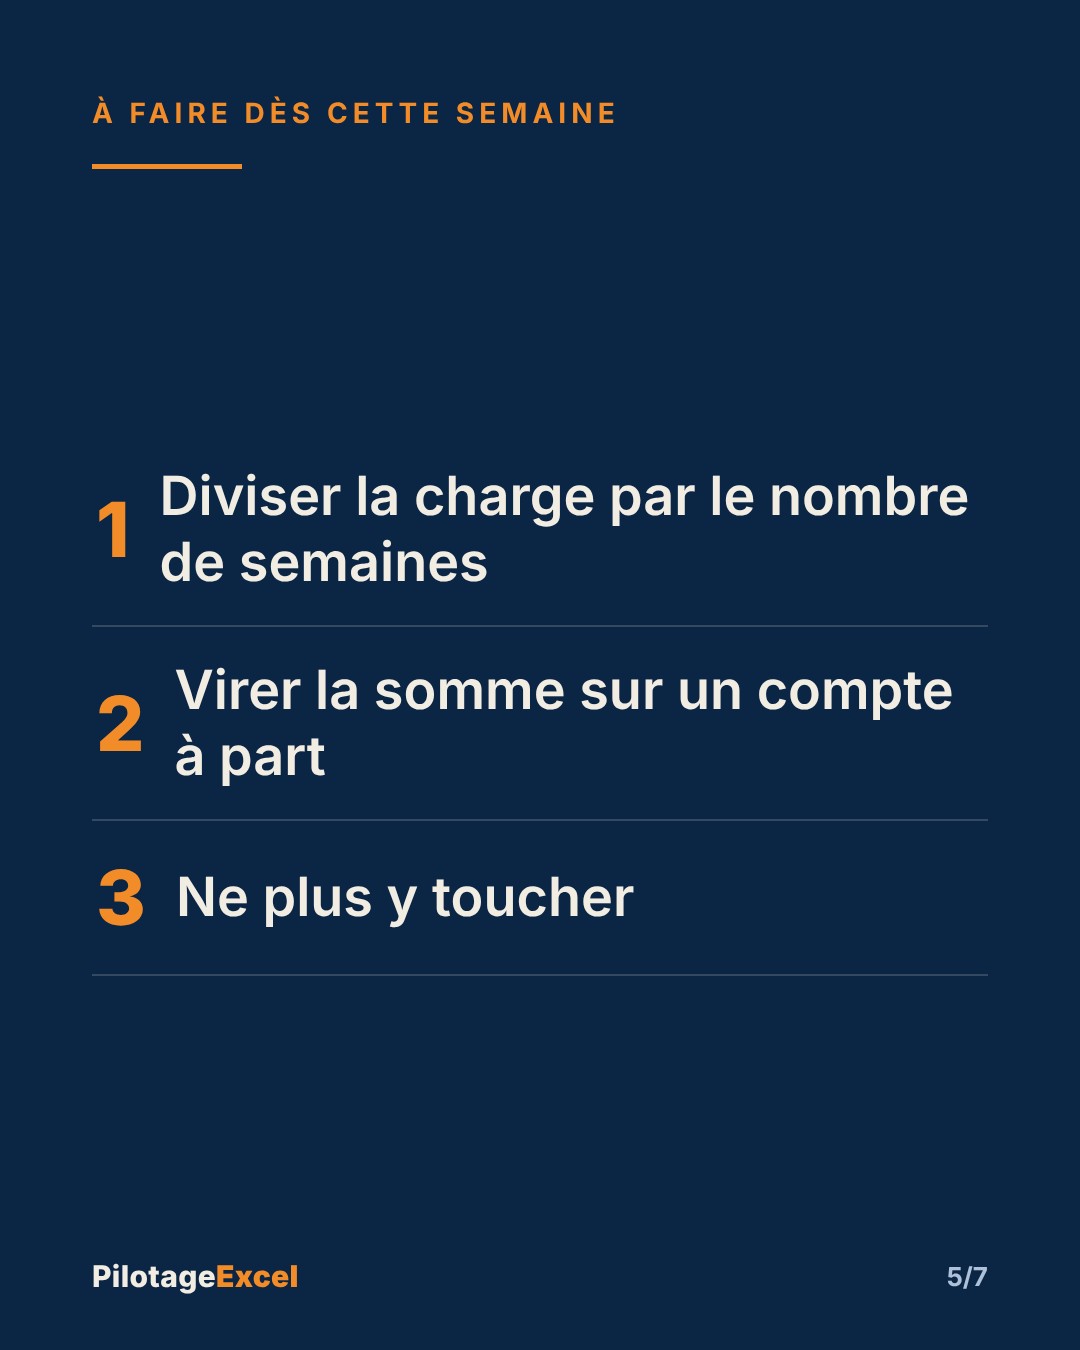 À FAIRE DÈS CETTE SEMAINE
1 Diviser la charge par le nombre
de semaines
2 Virer la somme sur un compte
à part
3 Ne plus y toucher
PilotageExcel
5/7